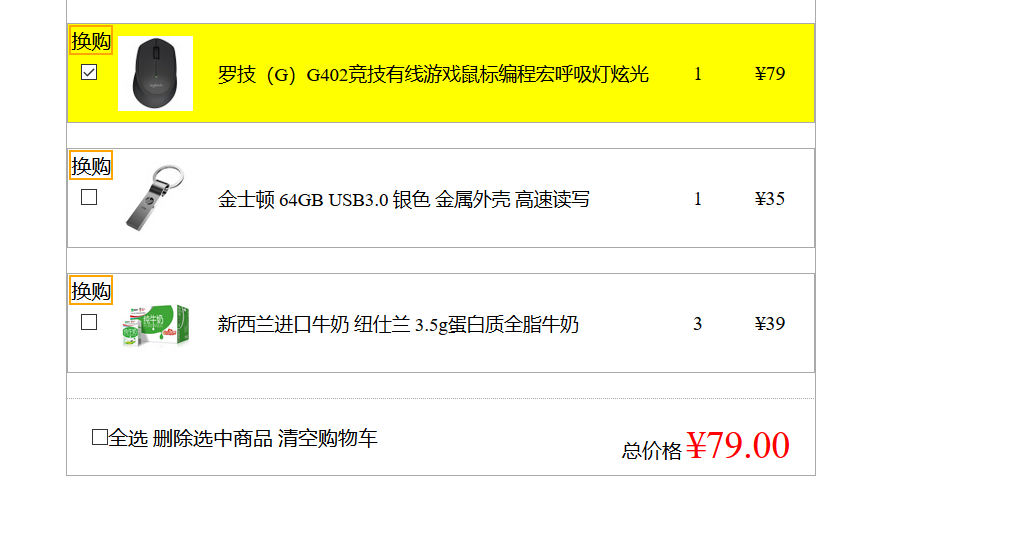 换购
罗技（G）G402竞技有线游戏鼠标编程宏呼吸灯炫光 1 ¥79
换购
金士顿 64GB USB3.0 银色 金属外壳 高速读写 1 ¥35
换购
新西兰进口牛奶 纽仕兰 3.5g蛋白质全脂牛奶 3 ¥39
全选 删除选中商品 清空购物车 总价格 ¥79.00